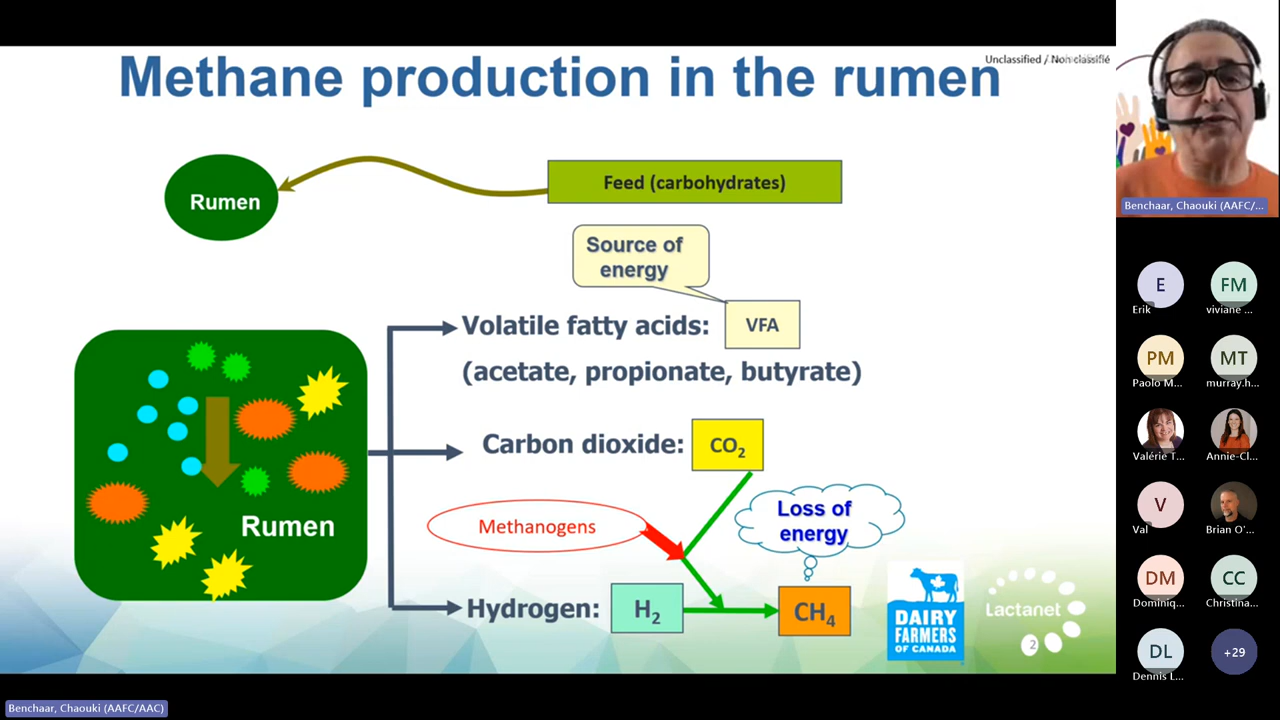 Unclassified / Non classifié
Methane production in the rumen
Rumen
Feed (carbohydrates)
Source of
energy
Volatile fatty acids:
VFA
(acetate, propionate, butyrate)
Carbon dioxide:
CO₂
Rumen
Methanogens
Loss of
energy
Hydrogen:
H₂
CH₄
DAIRY
FARMERS
OF CANADA
Lactanet
2
Benchaar, Chaouki (AAFC/...
E
Erik
FM
viviane ...
PM
Paolo M...
MT
murray.h...
Valérie T...
Annie-Cl...
V
Val
Brian O'...
DM
Dominiq...
CC
Christina...
DL
Dennis L...
+29
Benchaar, Chaouki (AAFC/AAC)